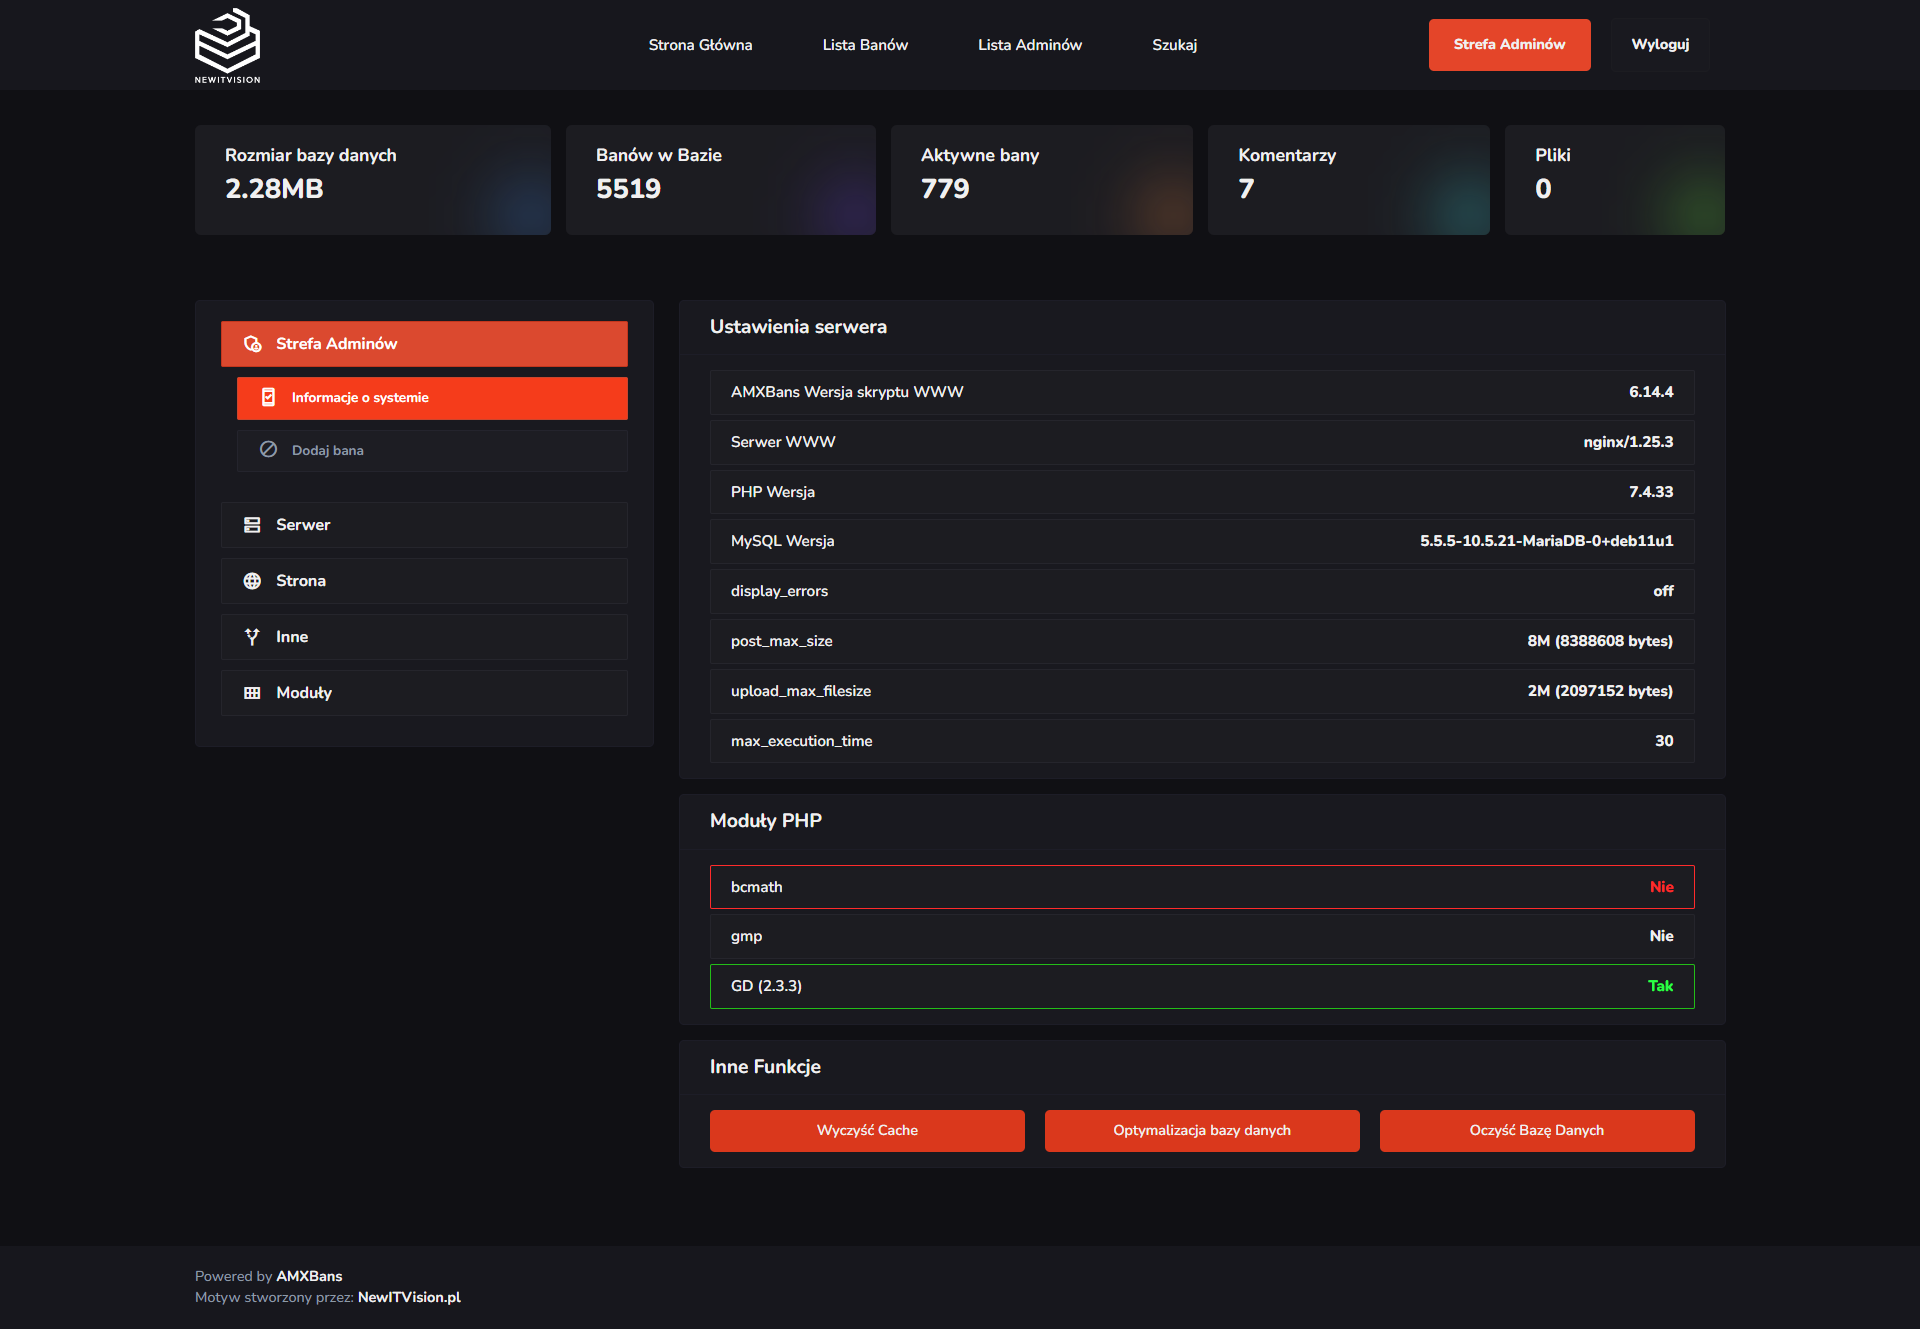 NEWITVISION
Strona Główna
Lista Banów
Lista Adminów
Szukaj
Strefa Adminów
Wyloguj
Rozmiar bazy danych
2.28MB
Banów w Bazie
5519
Aktywne bany
779
Komentarzy
7
Pliki
0
Strefa Adminów
Informacje o systemie
Dodaj bana
Serwer
Strona
Inne
Moduły
Ustawienia serwera
AMXBans Wersja skryptu WWW 6.14.4
Serwer WWW nginx/1.25.3
PHP Wersja 7.4.33
MySQL Wersja 5.5.5-10.5.21-MariaDB-0+deb11u1
display_errors off
post_max_size 8M (8388608 bytes)
upload_max_filesize 2M (2097152 bytes)
max_execution_time 30
Moduły PHP
bcmath Nie
gmp Nie
GD (2.3.3) Tak
Inne Funkcje
Wyczyść Cache
Optymalizacja bazy danych
Oczyść Bazę Danych
Powered by AMXBans
Motyw stworzony przez: NewITVision.pl